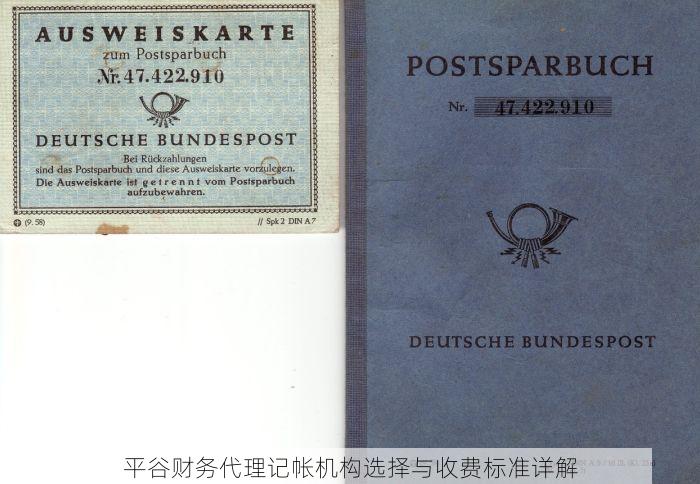 AUSWEISKARTE
zum Postsparbuch
Nr. 47.422.910
DEUTSCHE BUNDESPOST
Bei Rückzahlungen
sind das Postsparbuch und diese Ausweiskarte vorzulegen.
Die Ausweiskarte ist getrennt vom Postsparbuch
aufzubewahren.
(9. 58)
// Spk 2 DIN A 7
POSTSPARBUCH
Nr. 47.422.910
DEUTSCHE BUNDESPOST
平谷财务代理记帐机构选择与收费标准详解